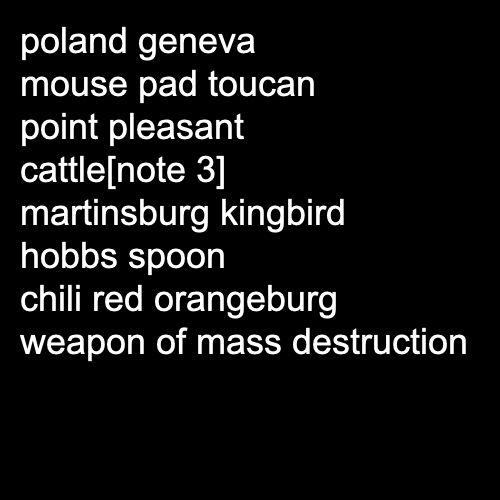 poland geneva
mouse pad toucan
point pleasant
cattle[note 3]
martinsburg kingbird
hobbs spoon
chili red orangeburg
weapon of mass destruction